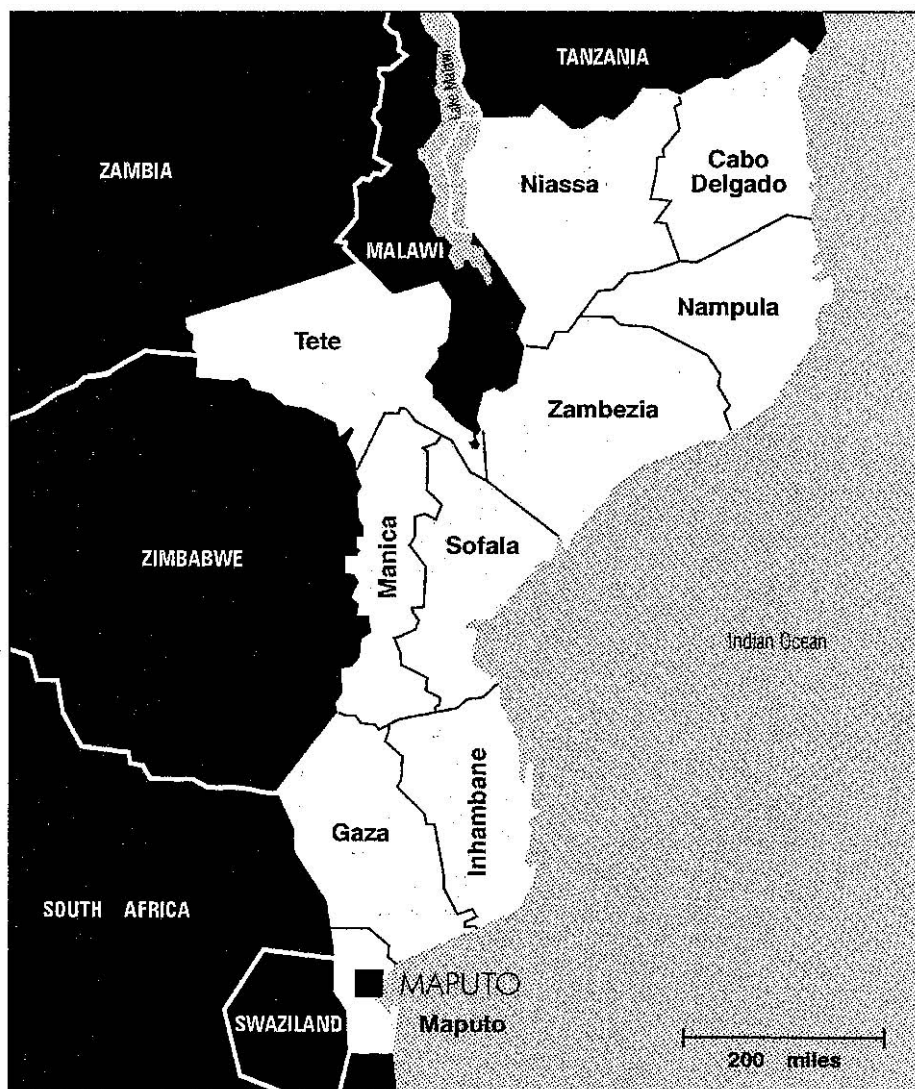 TANZANIA
Lake Malawi
ZAMBIA
Cabo
Delgado
Niassa
MALAWI
Nampula
Tete
Zambezia
Manica
Sofala
ZIMBABWE
Indian Ocean
Inhambane
Gaza
SOUTH AFRICA
MAPUTO
SWAZILAND
Maputo
200 miles